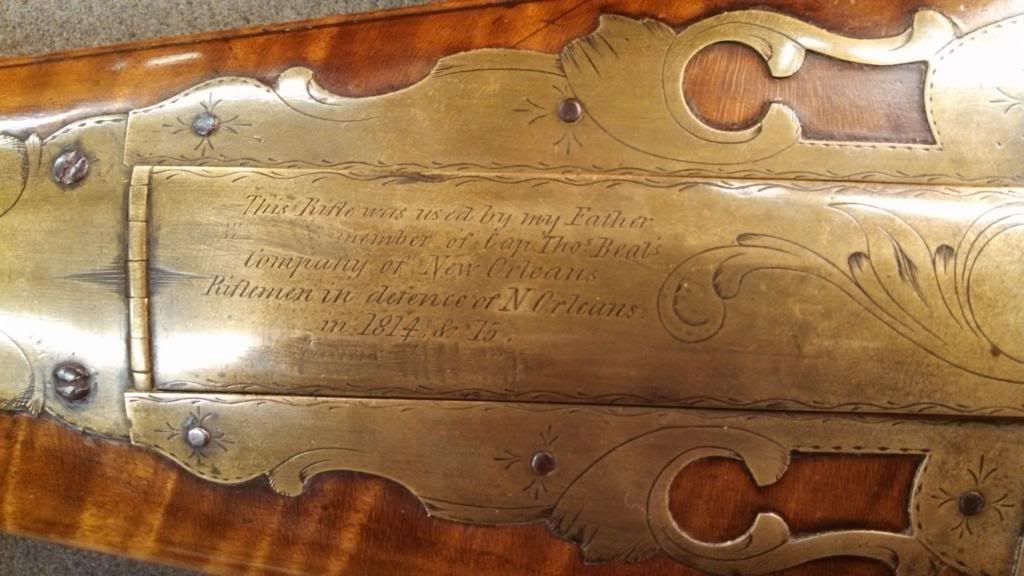 This Rifle was used by my Father
member of Cap. Thos. Beal's
Company of New Orleans
Riflemen in defence of N Orleans.
in 1814 & 15.